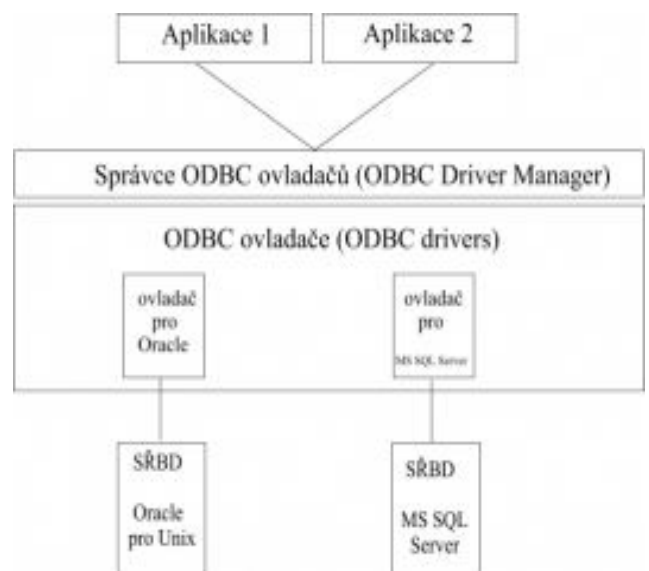 Aplikace 1
Aplikace 2
Správce ODBC ovladačů (ODBC Driver Manager)
ODBC ovladače (ODBC drivers)
ovladač
pro
Oracle
ovladač
pro
MS SQL Server
SŘBD
Oracle
pro Unix
SŘBD
MS SQL
Server